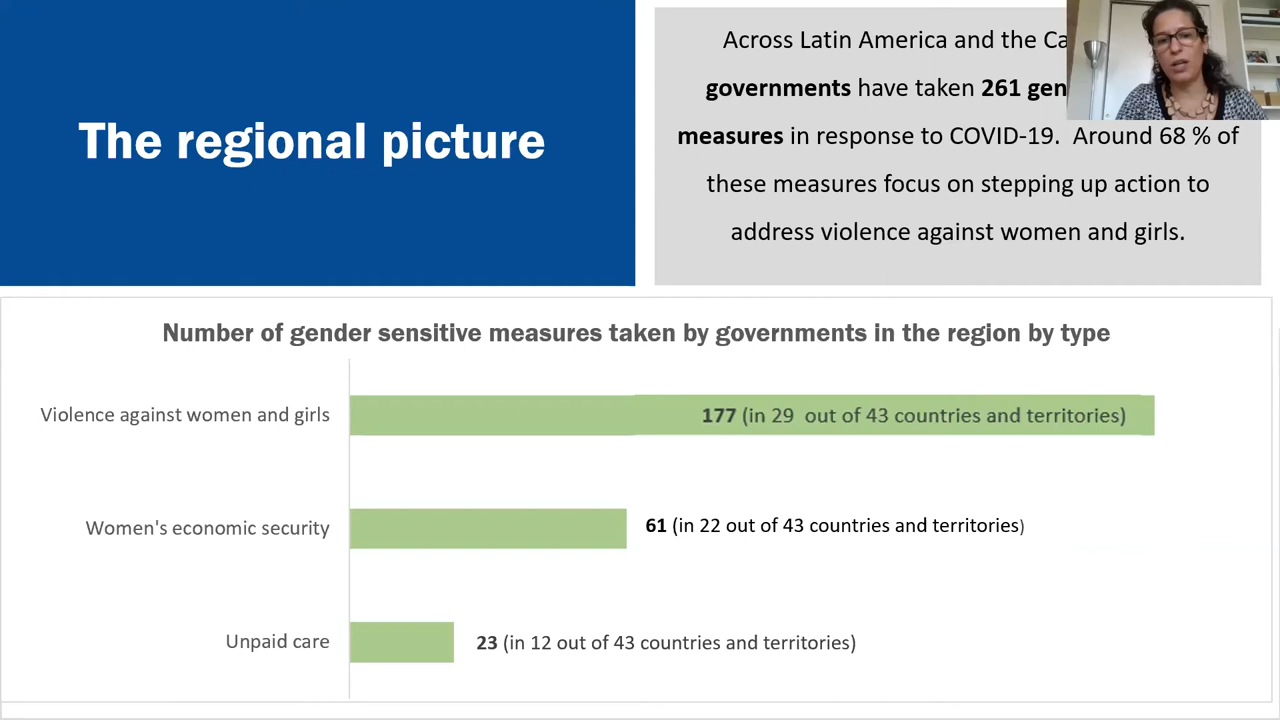 The regional picture
Across Latin America and the
governments have taken 261
measures in response to COVID-19. Around 68 % of
these measures focus on stepping up action to
address violence against women and girls.
Number of gender sensitive measures taken by governments in the region by type
Violence against women and girls
177 (in 29 out of 43 countries and territories)
Women's economic security
61 (in 22 out of 43 countries and territories)
Unpaid care
23 (in 12 out of 43 countries and territories)